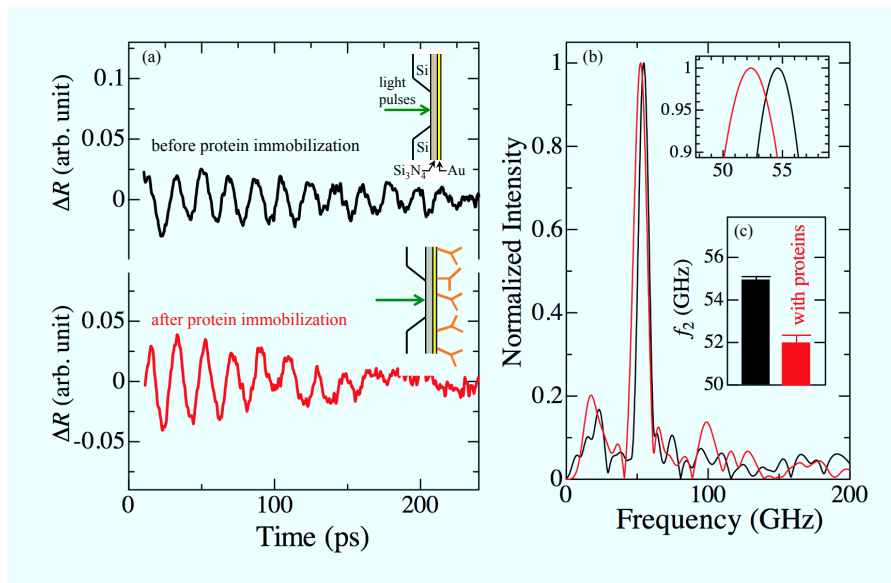 (a)
Si
light
pulses
Si
Si3N4
Au
before protein immobilization
0.1
0.05
0
ΔR (arb. unit)
after protein immobilization
0.05
0
-0.05
ΔR (arb. unit)
0
50
100
150
200
Time (ps)
(b)
1
0.8
0.6
0.4
0.2
0
Normalized Intensity
1
0.95
0.9
50
55
(c)
56
54
52
50
f2 (GHz)
with proteins
0
100
200
Frequency (GHz)